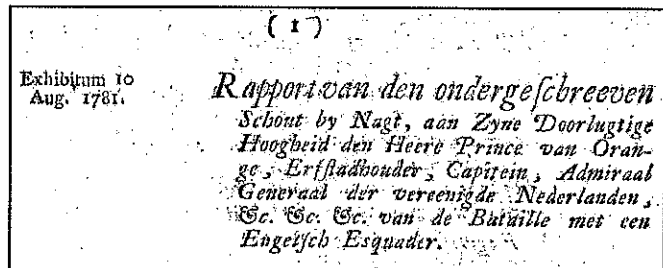 ( 1 )
Exhibitum 10
Aug. 1781.
Rapport van den ondergeſchreeven
Schout by Nagt, aan Zyne Doorlugtige
Hoogheid den Heere Prince van Oran-
ge, Erfſtadhouder, Capitein, Admiraal
Generaal der vereenigde Nederlanden,
&c. &c. &c. van de Bataille met een
Engelſch Esquader.